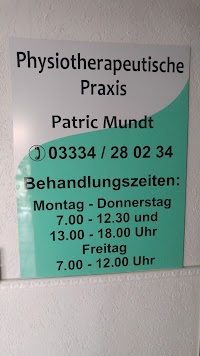 Physiotherapeutische
Praxis
Patric Mundt
✆ 03334 / 28 02 34
Behandlungszeiten:
Montag - Donnerstag
7.00 - 12.30 und
13.00 - 18.00 Uhr
Freitag
7.00 - 12.00 Uhr